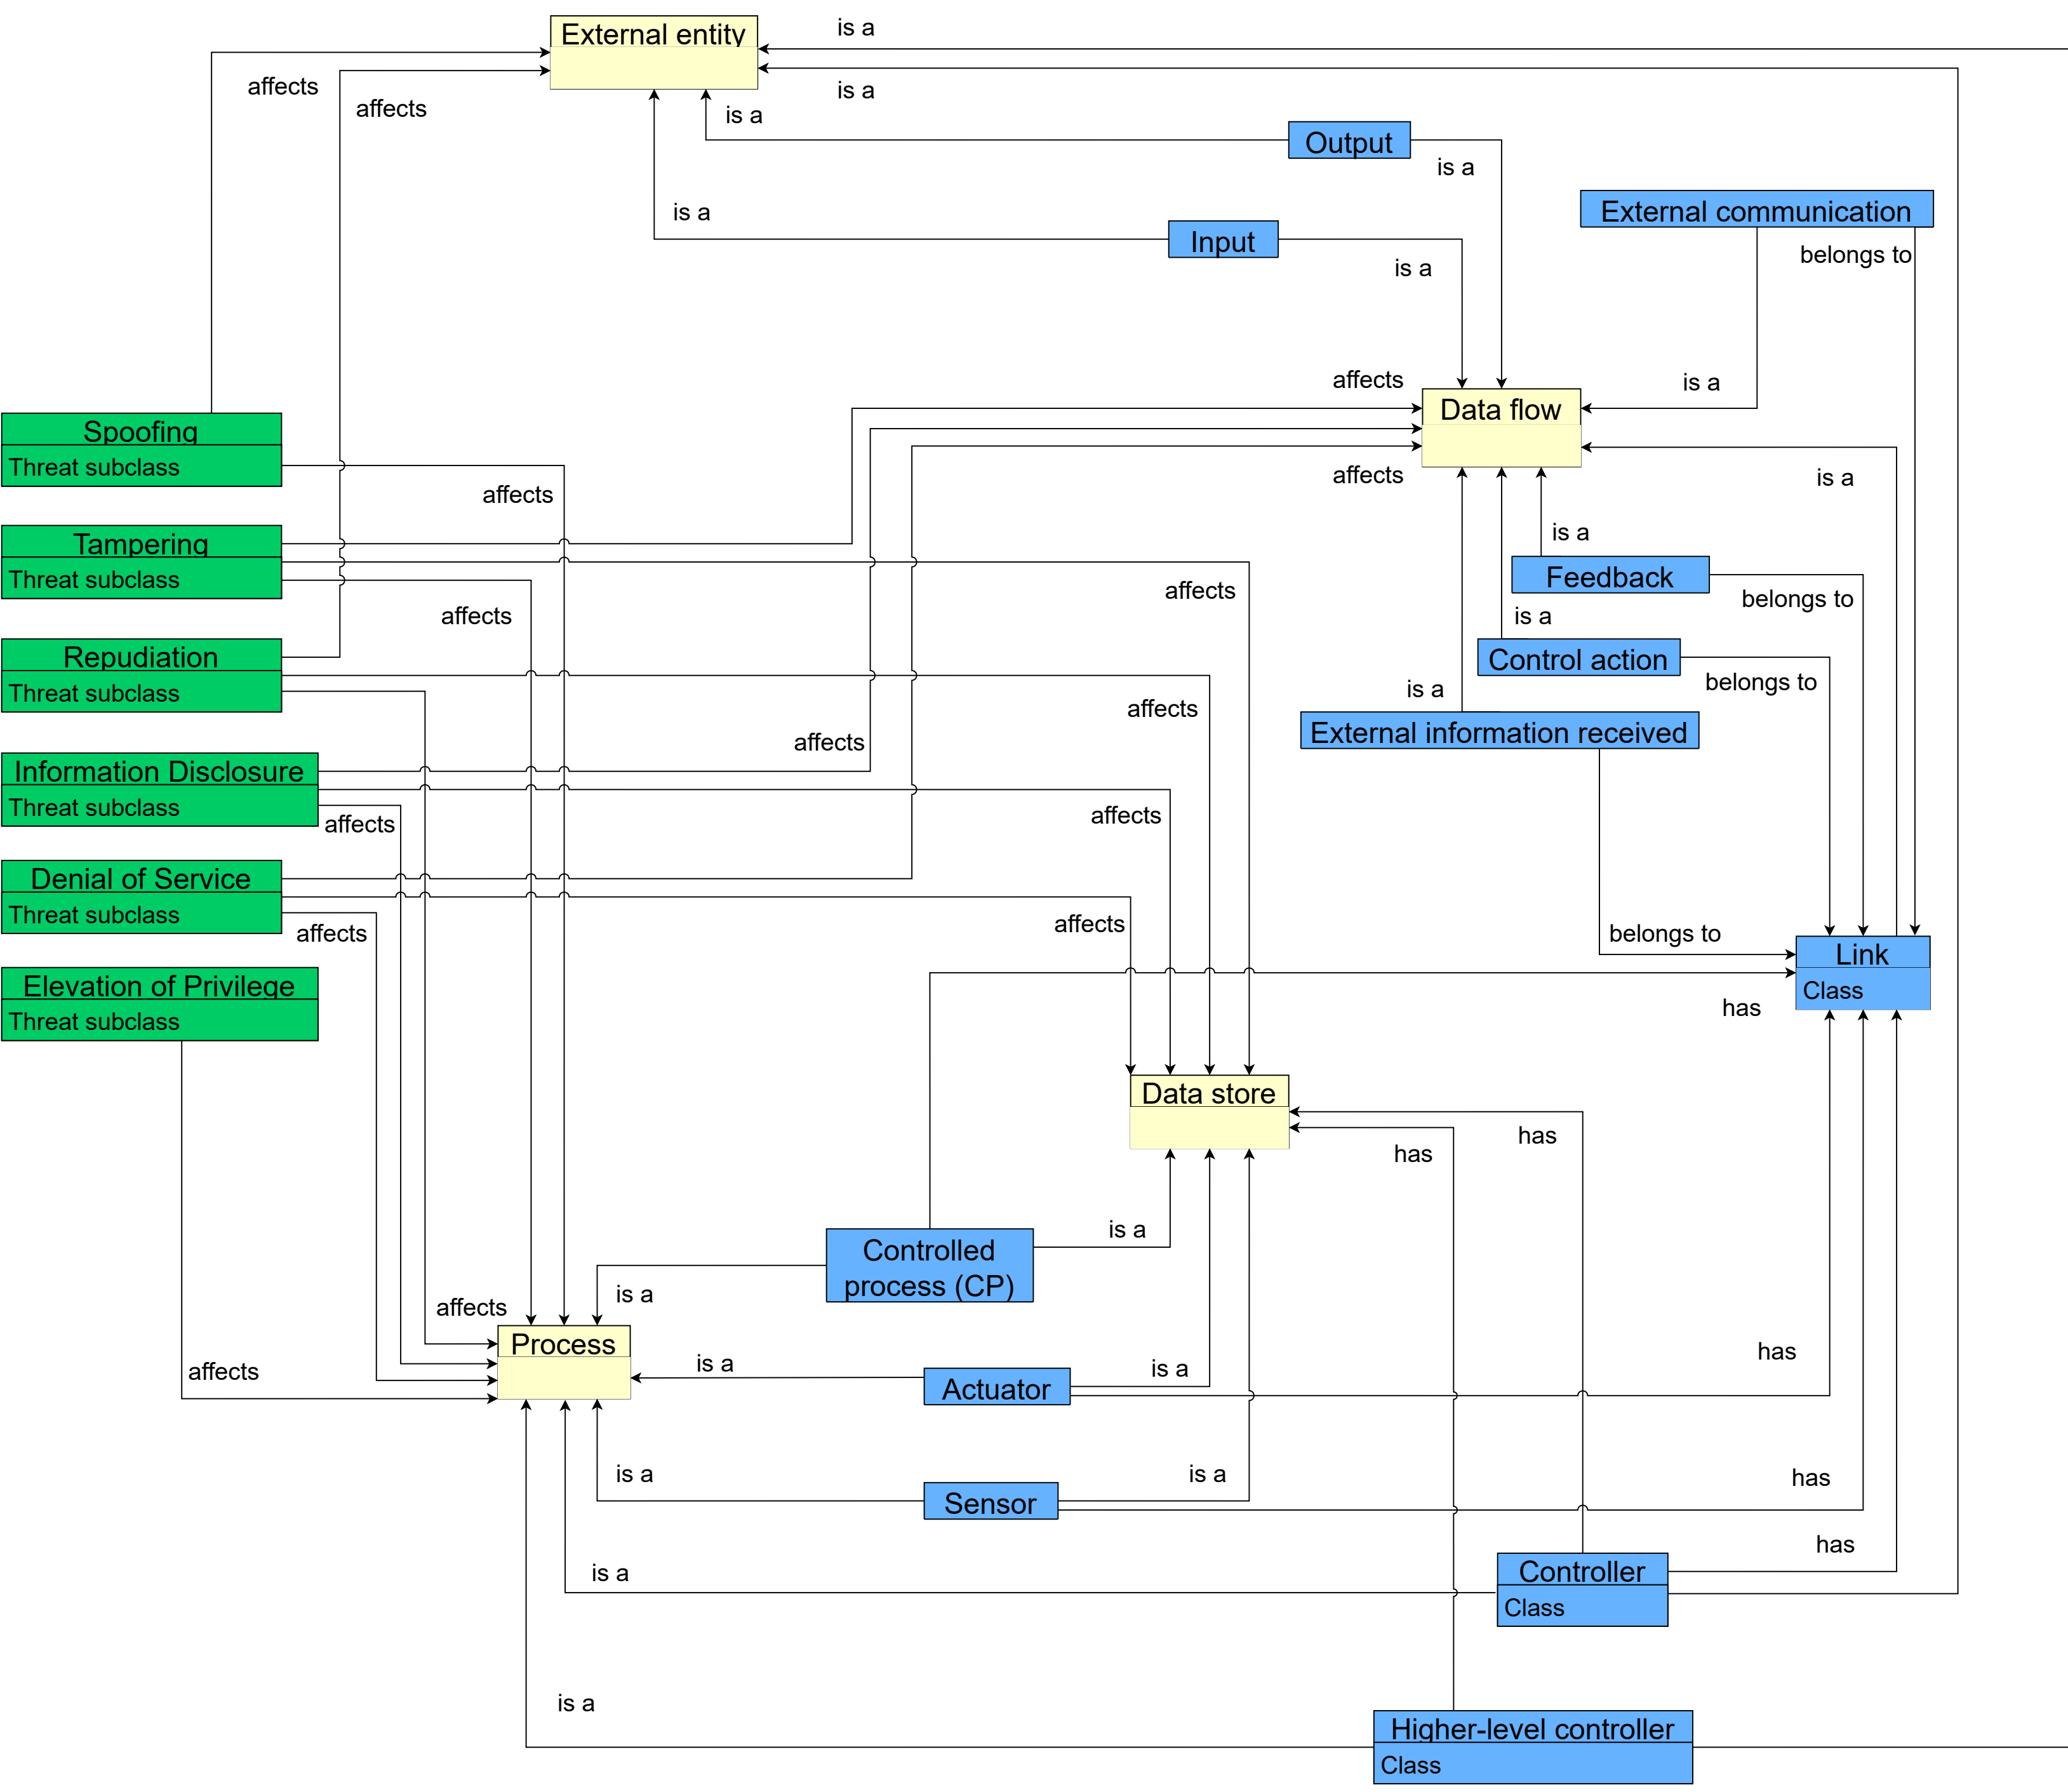 External entity
is a
affects
affects
is a
is a
Output
is a
External communication
is a
Input
belongs to
is a
affects
is a
Data flow
Spoofing
Threat subclass
affects
affects
is a
is a
Tampering
Threat subclass
affects
Feedback
belongs to
affects
is a
Repudiation
Threat subclass
Control action
belongs to
is a
affects
External information received
affects
Information Disclosure
Threat subclass
affects
affects
Denial of Service
Threat subclass
affects
affects
belongs to
Link
Class
Elevation of Privilege
Threat subclass
has
Data store
has
has
is a
Controlled
process (CP)
is a
affects
Process
has
affects
is a
is a
Actuator
is a
is a
has
Sensor
has
is a
Controller
Class
is a
Higher-level controller
Class